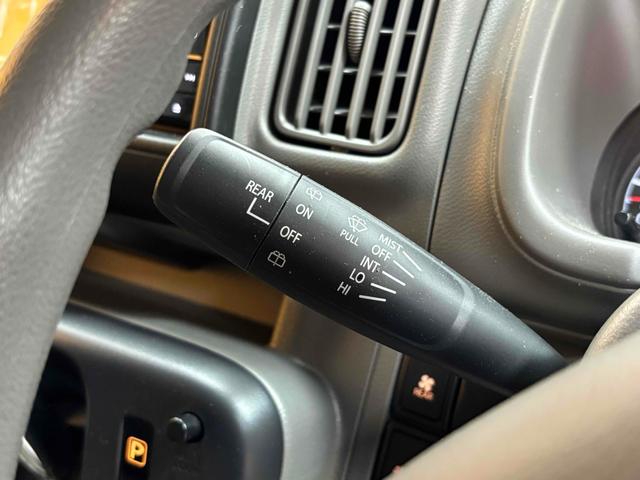 REAR
ON
OFF
PULL
MIST
OFF
INT
LO
HI
P
REAR